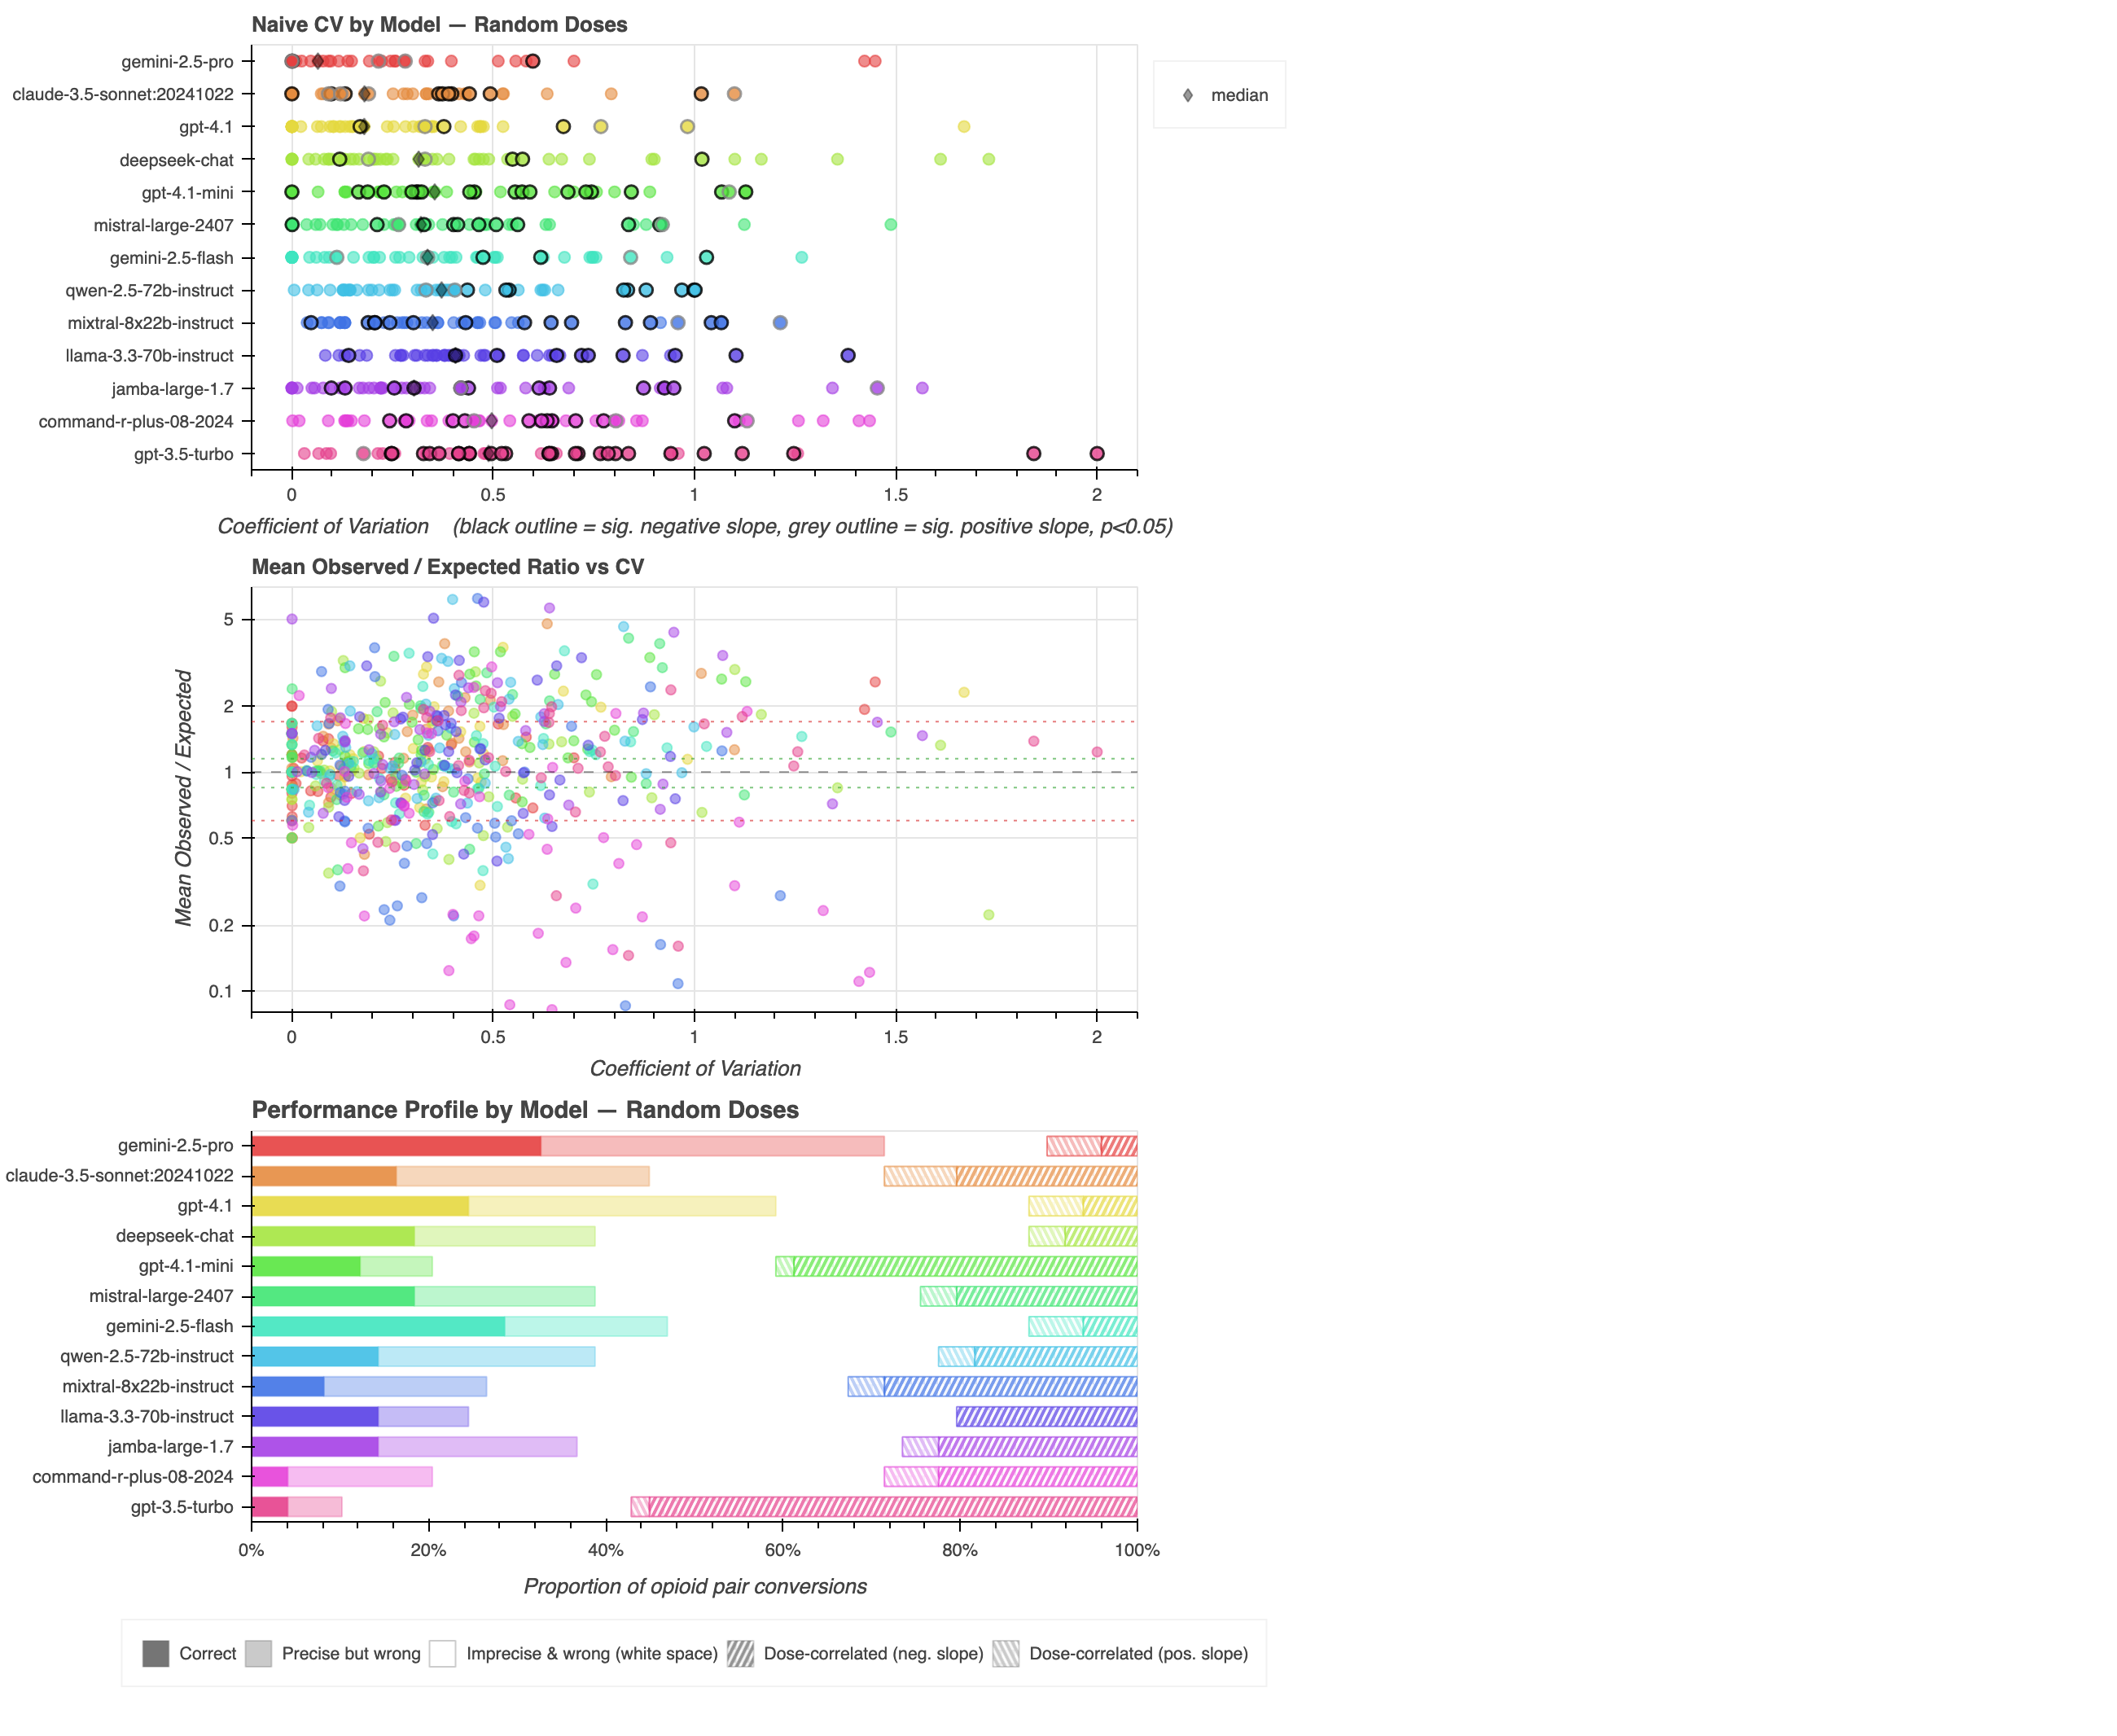 Naive CV by Model — Random Doses
gemini-2.5-pro
claude-3.5-sonnet:20241022
gpt-4.1
deepseek-chat
gpt-4.1-mini
mistral-large-2407
gemini-2.5-flash
qwen-2.5-72b-instruct
mixtral-8x22b-instruct
llama-3.3-70b-instruct
jamba-large-1.7
command-r-plus-08-2024
gpt-3.5-turbo
median
0 0.5 1 1.5 2
Coefficient of Variation (black outline = sig. negative slope, grey outline = sig. positive slope, p<0.05)
Mean Observed / Expected Ratio vs CV
Mean Observed / Expected
5
2
1
0.5
0.2
0.1
0 0.5 1 1.5 2
Coefficient of Variation
Performance Profile by Model — Random Doses
gemini-2.5-pro
claude-3.5-sonnet:20241022
gpt-4.1
deepseek-chat
gpt-4.1-mini
mistral-large-2407
gemini-2.5-flash
qwen-2.5-72b-instruct
mixtral-8x22b-instruct
llama-3.3-70b-instruct
jamba-large-1.7
command-r-plus-08-2024
gpt-3.5-turbo
0% 20% 40% 60% 80% 100%
Proportion of opioid pair conversions
Correct Precise but wrong Imprecise & wrong (white space) Dose-correlated (neg. slope) Dose-correlated (pos. slope)